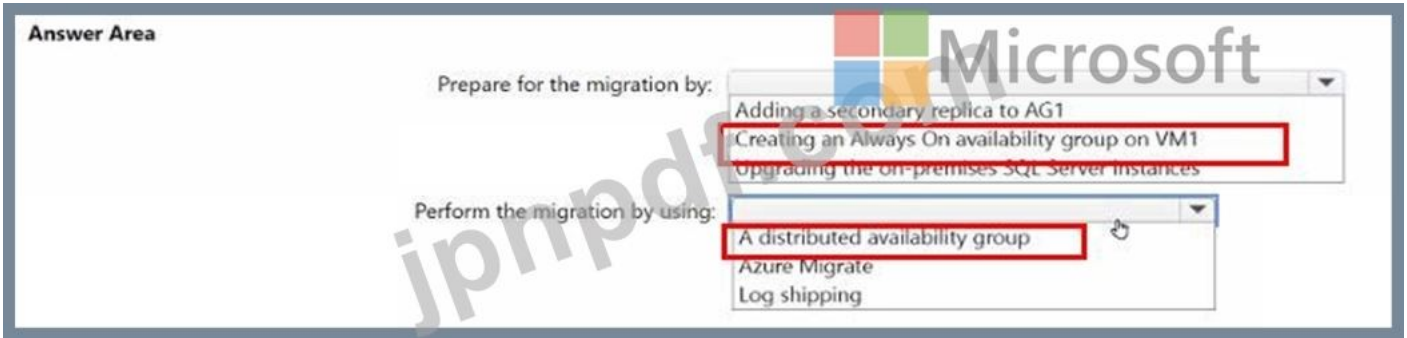 Answer Area
Microsoft
Prepare for the migration by:
Adding a secondary replica to AG1
Creating an Always On availability group on VM1
Upgrading the on-premises SQL Server instances
Perform the migration by using:
A distributed availability group
Azure Migrate
Log shipping
jpnpdf.com